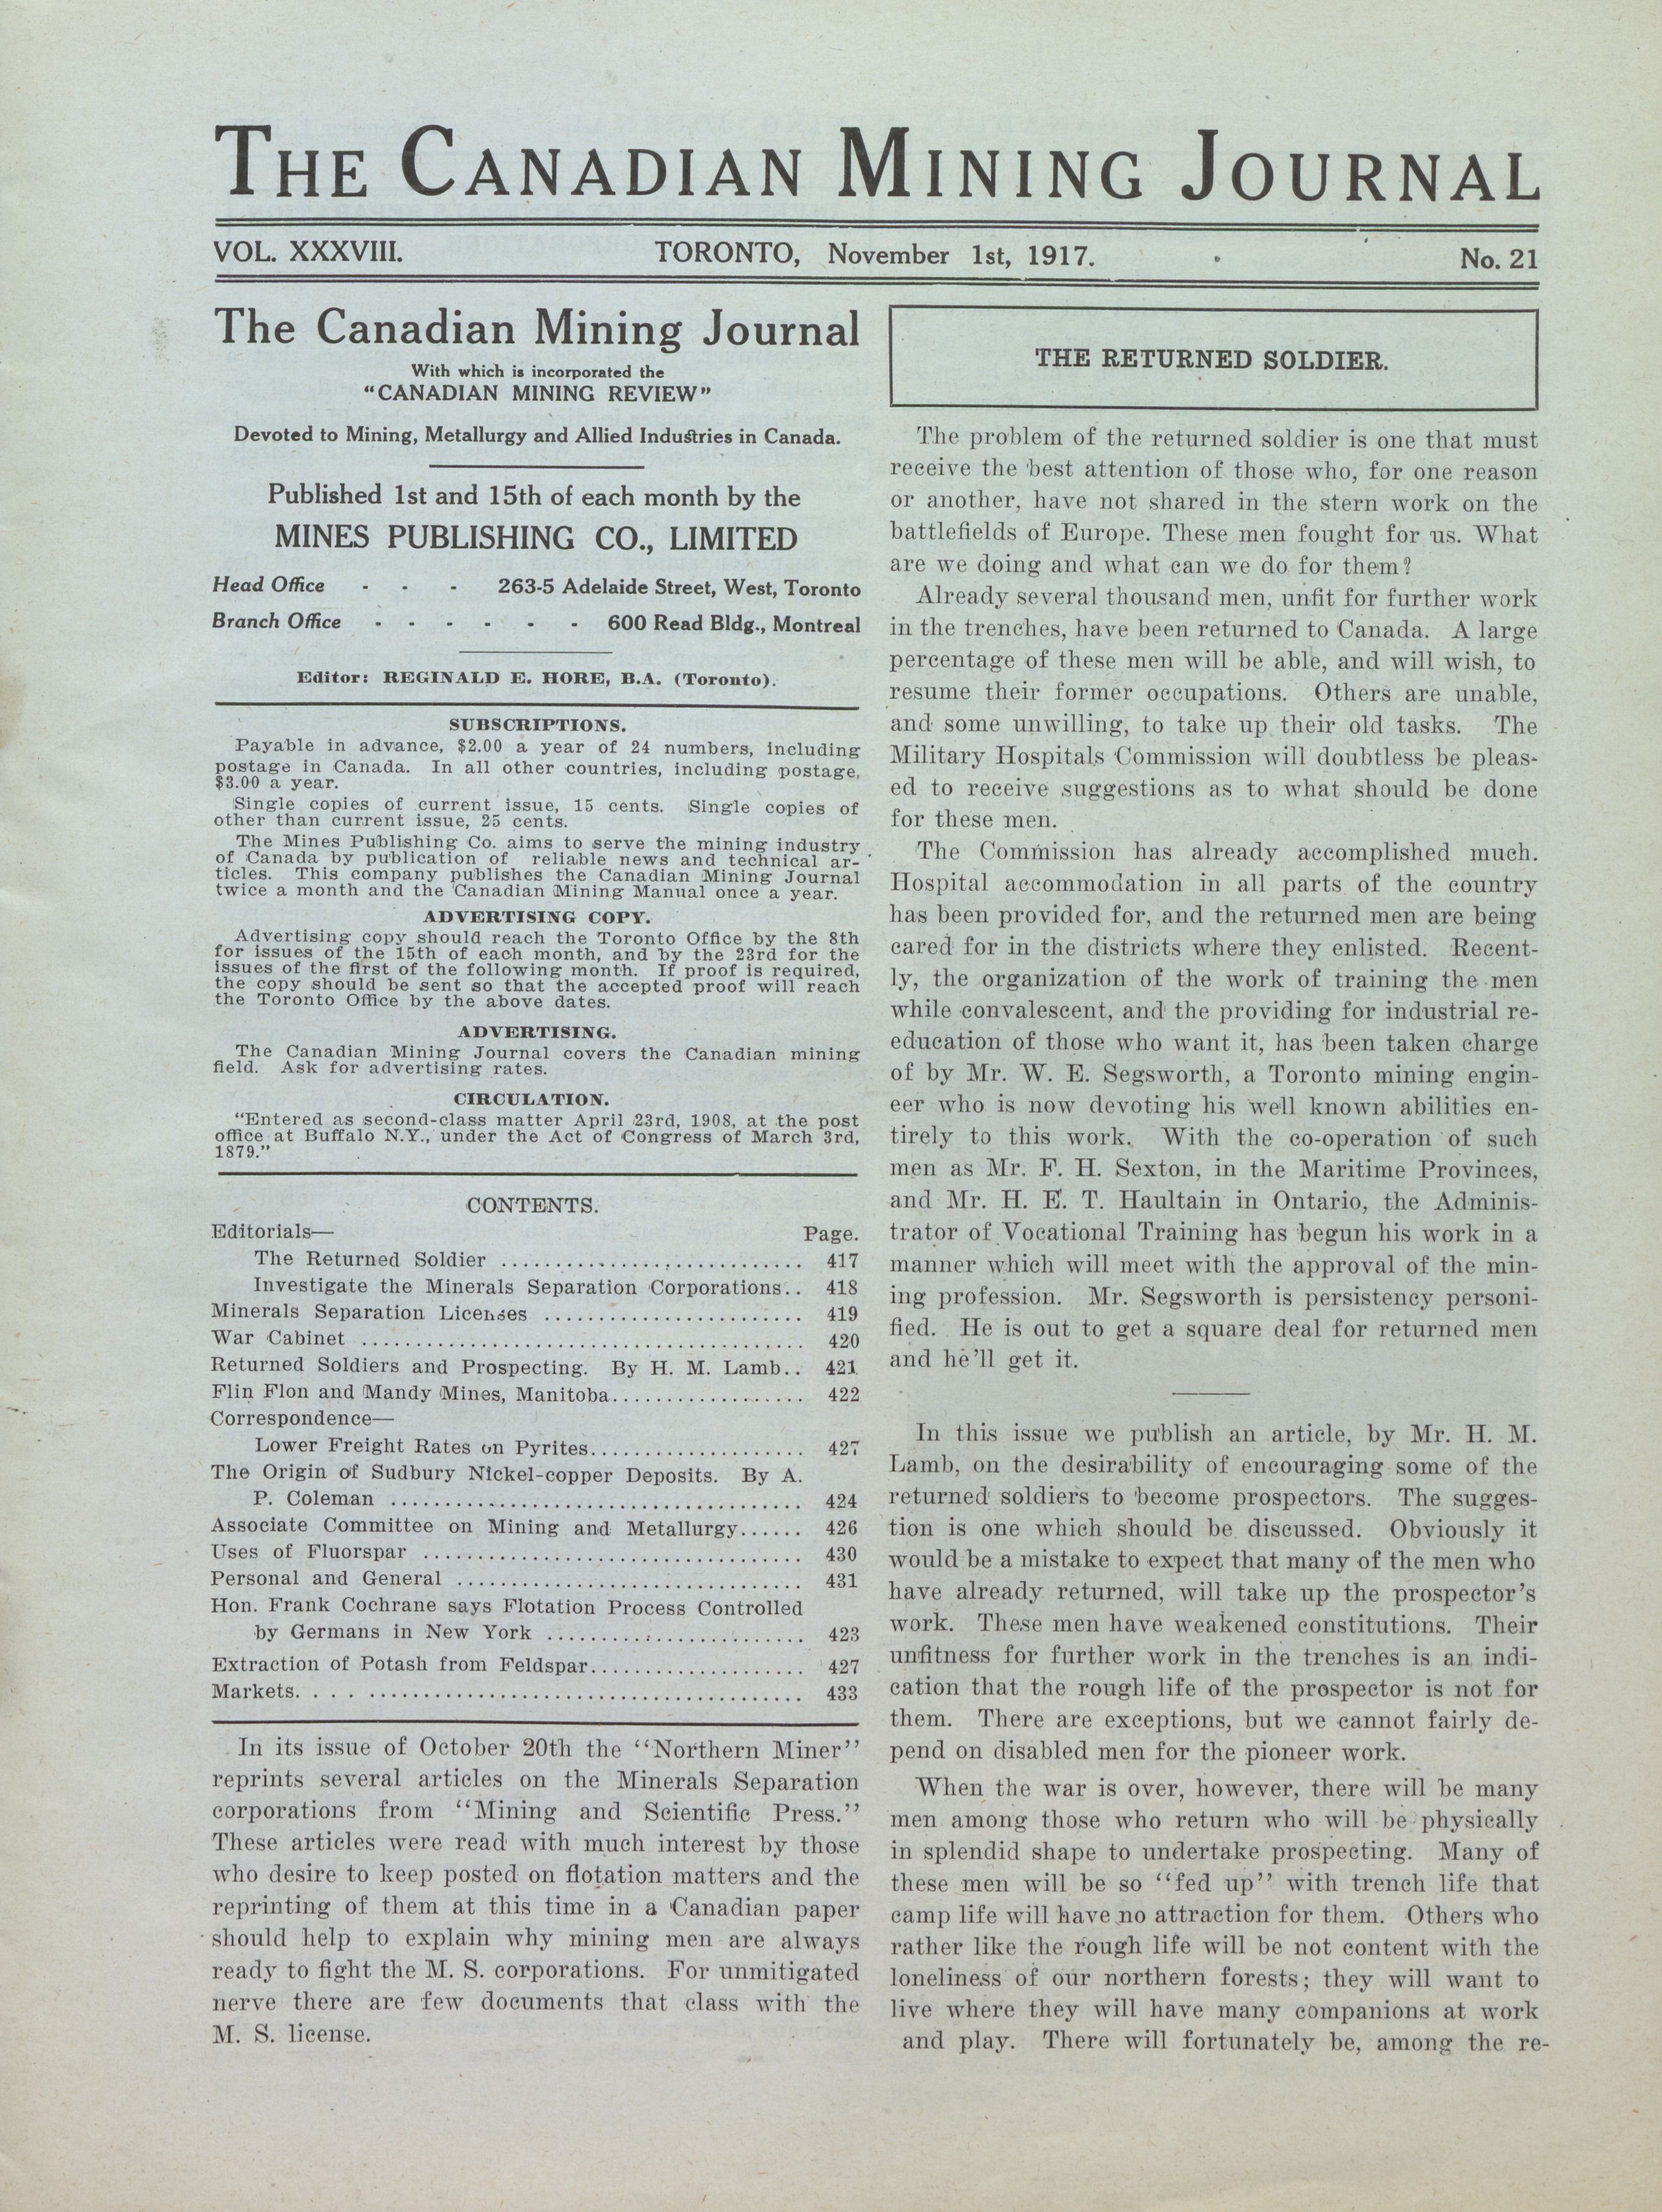 THE CANADIAN MINING JOURNAL
VOL. XXXVIII. TORONTO, November 1st, 1917. No. 21
The Canadian Mining Journal
With which is incorporated the
"CANADIAN MINING REVIEW"
Devoted to Mining, Metallurgy and Allied Industries in Canada.
Published 1st and 15th of each month by the
MINES PUBLISHING CO., LIMITED
Head Office - - - 263-5 Adelaide Street, West, Toronto
Branch Office - - - - - - 600 Read Bldg., Montreal
Editor: REGINALD E. HORE, B.A. (Toronto).
SUBSCRIPTIONS.
Payable in advance, $2.00 a year of 24 numbers, including
postage in Canada. In all other countries, including postage,
$3.00 a year.
Single copies of current issue, 15 cents. Single copies of
other than current issue, 25 cents.
The Mines Publishing Co. aims to serve the mining industry
of Canada by publication of reliable news and technical ar-
ticles. This company publishes the Canadian Mining Journal
twice a month and the Canadian Mining Manual once a year.
ADVERTISING COPY.
Advertising copy should reach the Toronto Office by the 8th
for issues of the 15th of each month, and by the 23rd for the
issues of the first of the following month. If proof is required,
the copy should be sent so that the accepted proof will reach
the Toronto Office by the above dates.
ADVERTISING.
The Canadian Mining Journal covers the Canadian mining
field. Ask for advertising rates.
CIRCULATION.
"Entered as second-class matter April 23rd, 1908, at the post
office at Buffalo N.Y., under the Act of Congress of March 3rd,
1879."
CONTENTS.
Editorials— Page.
The Returned Soldier ............................ 417
Investigate the Minerals Separation Corporations.. 418
Minerals Separation Licenses ........................ 419
War Cabinet ......................................... 420
Returned Soldiers and Prospecting. By H. M. Lamb.. 421
Flin Flon and Mandy Mines, Manitoba.................. 422
Correspondence—
Lower Freight Rates on Pyrites.................... 427
The Origin of Sudbury Nickel-copper Deposits. By A.
P. Coleman ...................................... 424
Associate Committee on Mining and Metallurgy...... 426
Uses of Fluorspar ................................... 430
Personal and General ................................ 431
Hon. Frank Cochrane says Flotation Process Controlled
by Germans in New York ........................ 423
Extraction of Potash from Feldspar.................... 427
Markets. . . . ........................................ 433
In its issue of October 20th the "Northern Miner"
reprints several articles on the Minerals Separation
corporations from "Mining and Scientific Press."
These articles were read with much interest by those
who desire to keep posted on flotation matters and the
reprinting of them at this time in a Canadian paper
should help to explain why mining men are always
ready to fight the M. S. corporations. For unmitigated
nerve there are few documents that class with the
M. S. license.
THE RETURNED SOLDIER.
The problem of the returned soldier is one that must
receive the best attention of those who, for one reason
or another, have not shared in the stern work on the
battlefields of Europe. These men fought for us. What
are we doing and what can we do for them?
Already several thousand men, unfit for further work
in the trenches, have been returned to Canada. A large
percentage of these men will be able, and will wish, to
resume their former occupations. Others are unable,
and some unwilling, to take up their old tasks. The
Military Hospitals Commission will doubtless be pleas-
ed to receive suggestions as to what should be done
for these men.
The Commission has already accomplished much.
Hospital accommodation in all parts of the country
has been provided for, and the returned men are being
cared for in the districts where they enlisted. Recent-
ly, the organization of the work of training the men
while convalescent, and the providing for industrial re-
education of those who want it, has been taken charge
of by Mr. W. E. Segsworth, a Toronto mining engin-
eer who is now devoting his well known abilities en-
tirely to this work. With the co-operation of such
men as Mr. F. H. Sexton, in the Maritime Provinces,
and Mr. H. E. T. Haultain in Ontario, the Adminis-
trator of Vocational Training has begun his work in a
manner which will meet with the approval of the min-
ing profession. Mr. Segsworth is persistency personi-
fied. He is out to get a square deal for returned men
and he'll get it.
In this issue we publish an article, by Mr. H. M.
Lamb, on the desirability of encouraging some of the
returned soldiers to become prospectors. The sugges-
tion is one which should be discussed. Obviously it
would be a mistake to expect that many of the men who
have already returned, will take up the prospector's
work. These men have weakened constitutions. Their
unfitness for further work in the trenches is an indi-
cation that the rough life of the prospector is not for
them. There are exceptions, but we cannot fairly de-
pend on disabled men for the pioneer work.
When the war is over, however, there will be many
men among those who return who will be physically
in splendid shape to undertake prospecting. Many of
these men will be so "fed up" with trench life that
camp life will have no attraction for them. Others who
rather like the rough life will be not content with the
loneliness of our northern forests; they will want to
live where they will have many companions at work
and play. There will fortunately be, among the re-